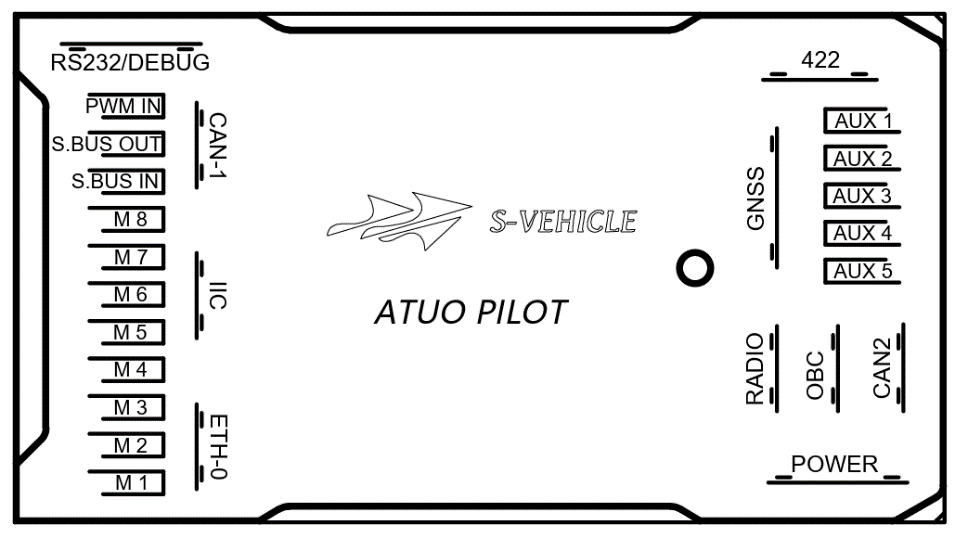 RS232/DEBUG
PWM IN
S.BUS OUT
S.BUS IN
M 8
M 7
M 6
M 5
M 4
M 3
M 2
M 1
CAN-1
IIC
ETH-0
S-VEHICLE
ATUO PILOT
422
GNSS
AUX 1
AUX 2
AUX 3
AUX 4
AUX 5
RADIO
OBC
CAN2
POWER